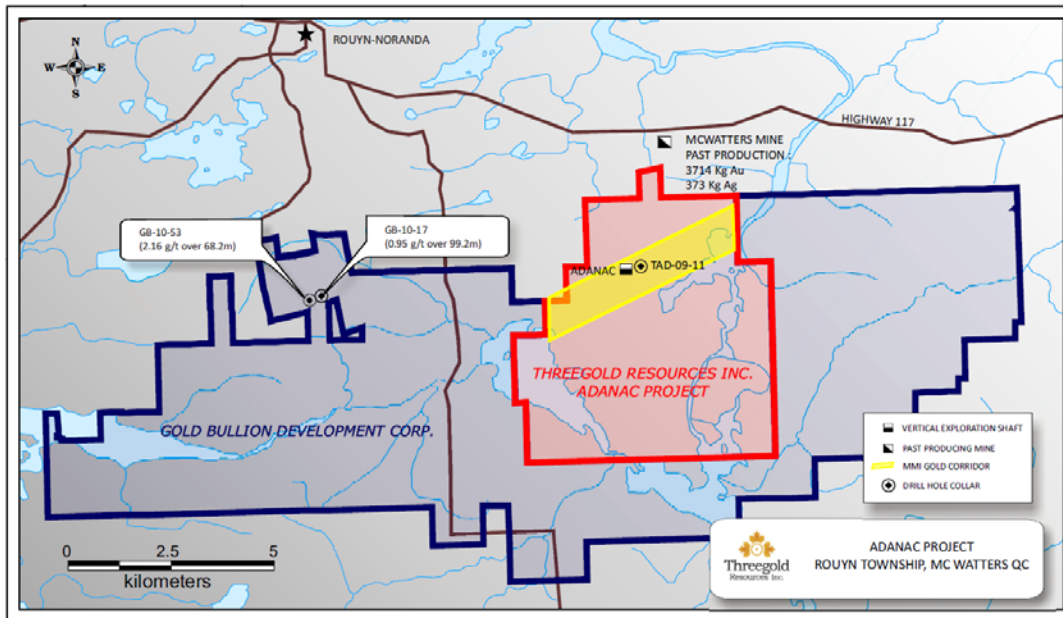 N
W E
S
ROUYN-NORANDA
HIGHWAY 117
MCWATTERS MINE
PAST PRODUCTION :
3714 Kg Au
373 Kg Ag
GB-10-53
(2.16 g/t over 68.2m)
GB-10-17
(0.95 g/t over 99.2m)
ADANAC
TAD-09-11
THREEGOLD RESOURCES INC.
ADANAC PROJECT
GOLD BULLION DEVELOPMENT CORP.
VERTICAL EXPLORATION SHAFT
PAST PRODUCING MINE
MMI GOLD CORRIDOR
DRILL HOLE COLLAR
0 2.5 5
kilometers
Threegold
Resources Inc.
ADANAC PROJECT
ROUYN TOWNSHIP, MC WATTERS QC